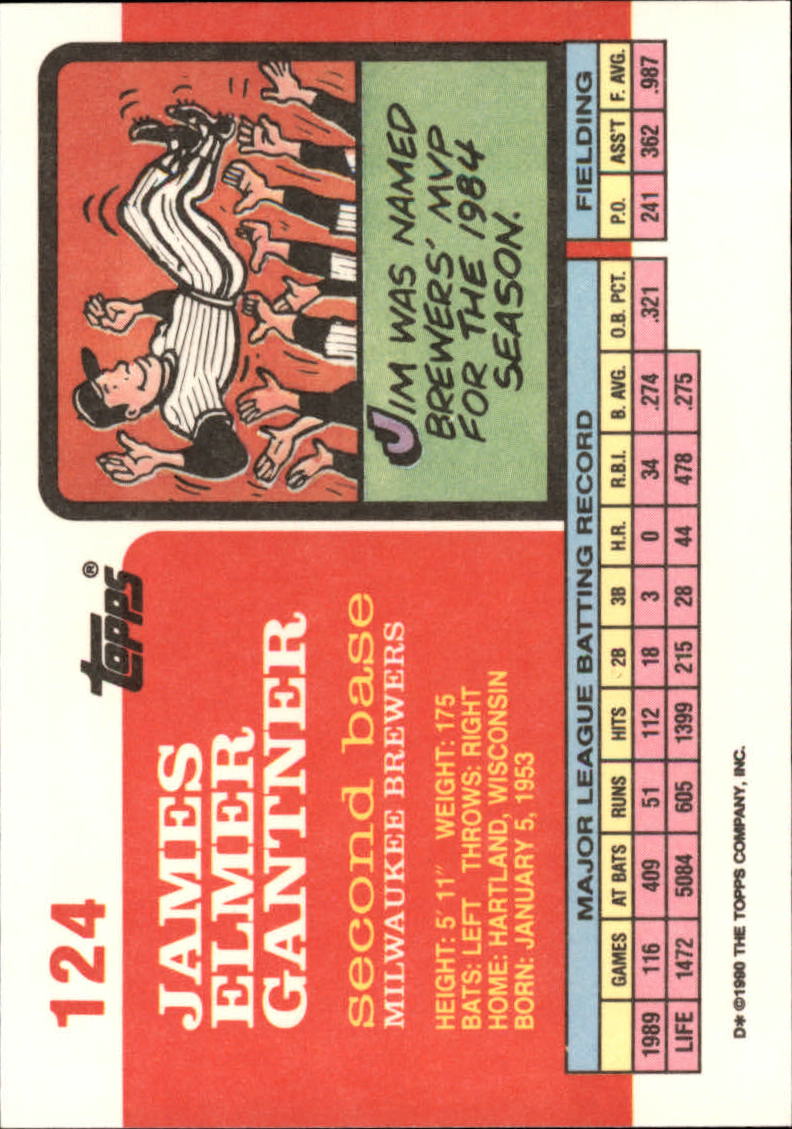 124
Topps®
JAMES
ELMER
GANTNER
second base
MILWAUKEE BREWERS
HEIGHT: 5' 11" WEIGHT: 175
BATS: LEFT THROWS: RIGHT
HOME: HARTLAND, WISCONSIN
BORN: JANUARY 5, 1953
JIM WAS NAMED
BREWERS' MVP
FOR THE 1984
SEASON.
MAJOR LEAGUE BATTING RECORD FIELDING
GAMES AT BATS RUNS HITS 2B 3B H.R. R.B.I. B. AVG. O.B. PCT. P.O. ASS'T F. AVG.
1989 116 409 51 112 18 3 0 34 .274 .321 241 362 .987
LIFE 1472 5084 605 1399 215 28 44 478 .275
D* ©1990 THE TOPPS COMPANY, INC.